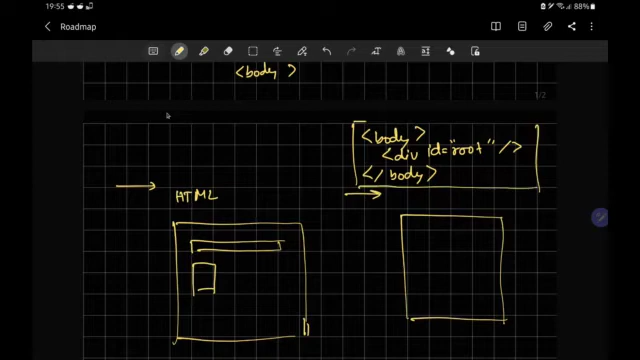 19:55
88%
Roadmap
<body >
1/2
<body>
<div id="root" />
</body>
HTML